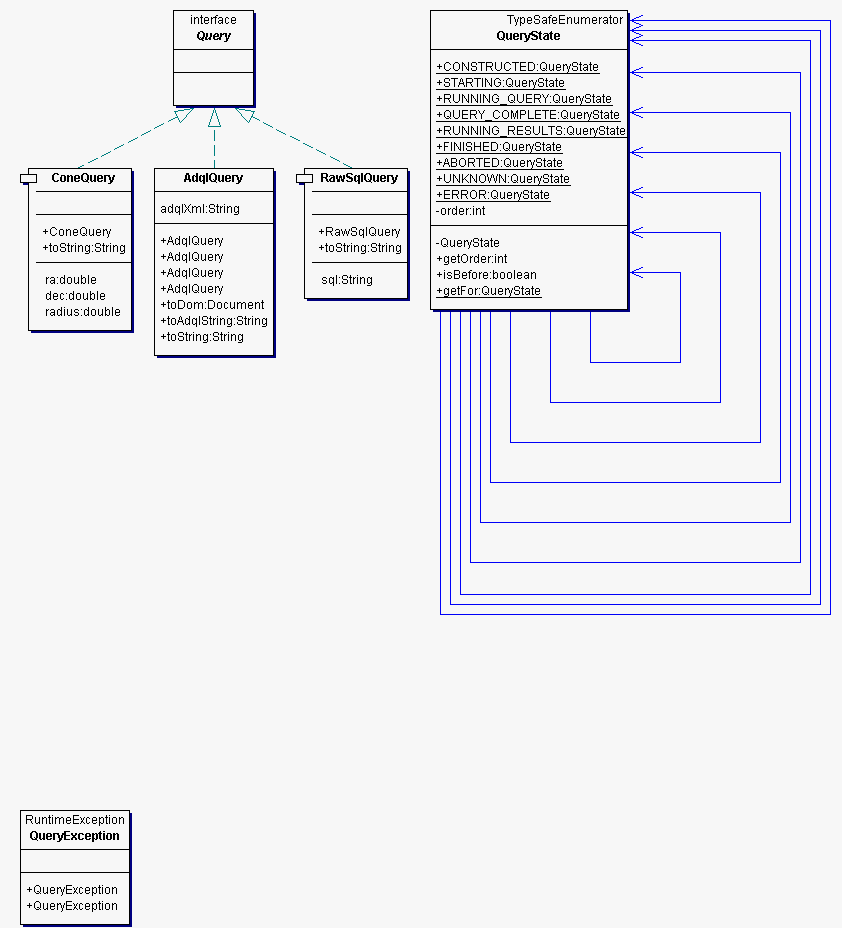 interface
Query
ConeQuery
+ConeQuery
+toString:String
ra:double
dec:double
radius:double
AdqlQuery
adqlXml:String
+AdqlQuery
+AdqlQuery
+AdqlQuery
+AdqlQuery
+toDom:Document
+toAdqlString:String
+toString:String
RawSqlQuery
+RawSqlQuery
+toString:String
sql:String
TypeSafeEnumerator
QueryState
+CONSTRUCTED:QueryState
+STARTING:QueryState
+RUNNING_QUERY:QueryState
+QUERY_COMPLETE:QueryState
+RUNNING_RESULTS:QueryState
+FINISHED:QueryState
+ABORTED:QueryState
+UNKNOWN:QueryState
+ERROR:QueryState
-order:int
-QueryState
+getOrder:int
+isBefore:boolean
+getFor:QueryState
RuntimeException
QueryException
+QueryException
+QueryException